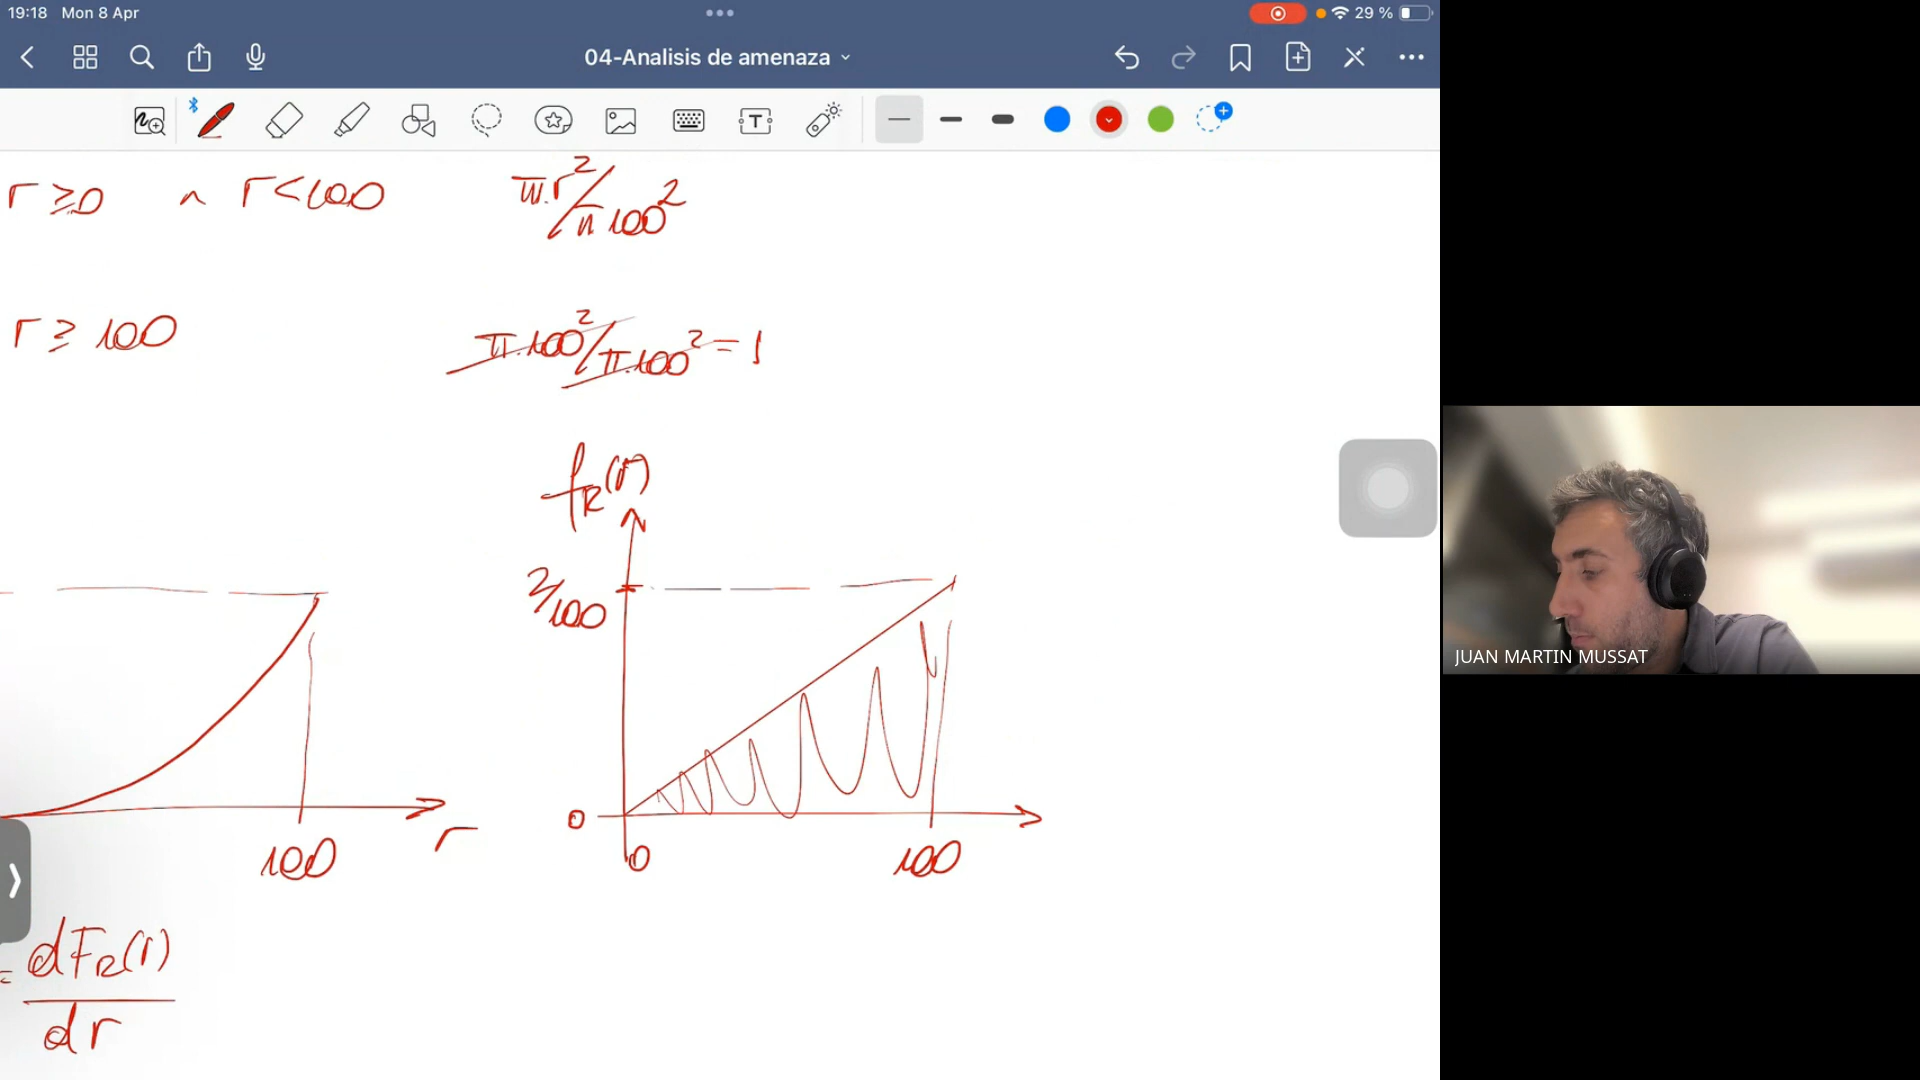 19:18 Mon 8 Apr
29 %
04-Analisis de amenaza
T
r ≥ 0 ^ r < 100 π.r²/π 100²
r ≥ 100 π.100²/π.100² = 1
fR(r)
2/100
0
0
100
100
r
= dFR(r)
dr
JUAN MARTIN MUSSAT